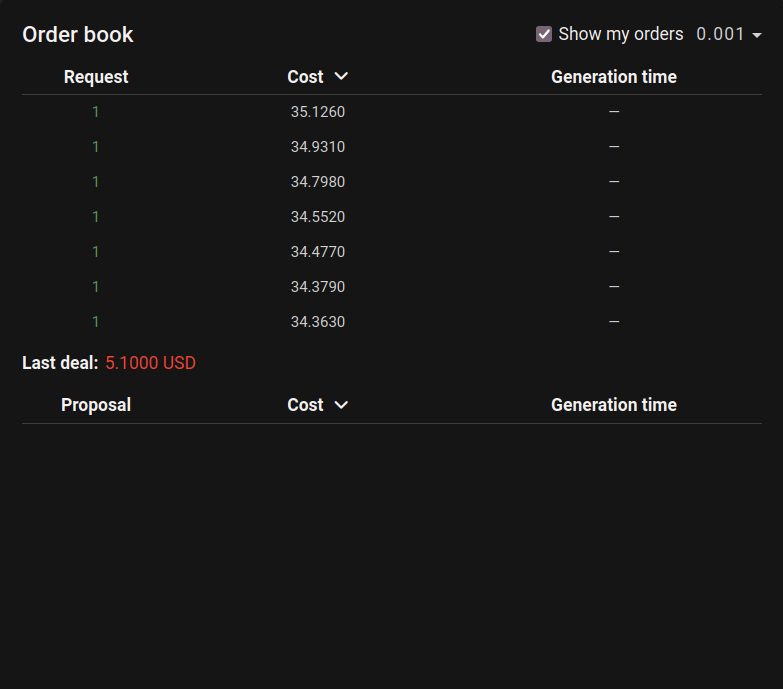 Order book Show my orders 0.001
Request Cost Generation time
1 35.1260 —
1 34.9310 —
1 34.7980 —
1 34.5520 —
1 34.4770 —
1 34.3790 —
1 34.3630 —
Last deal: 5.1000 USD
Proposal Cost Generation time